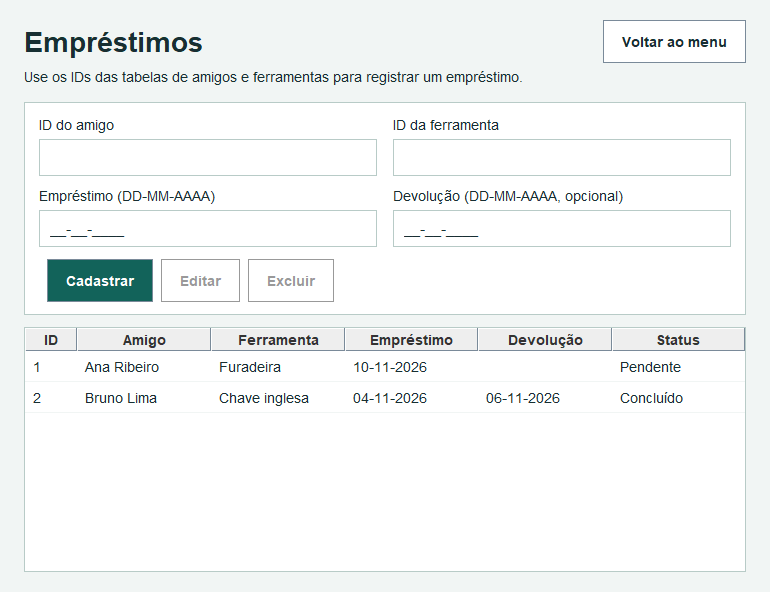 Empréstimos
Voltar ao menu
Use os IDs das tabelas de amigos e ferramentas para registrar um empréstimo.
ID do amigo
ID da ferramenta
Empréstimo (DD-MM-AAAA)
Devolução (DD-MM-AAAA, opcional)
__-__-____
__-__-____
Cadastrar Editar Excluir
ID Amigo Ferramenta Empréstimo Devolução Status
1 Ana Ribeiro Furadeira 10-11-2026 Pendente
2 Bruno Lima Chave inglesa 04-11-2026 06-11-2026 Concluído